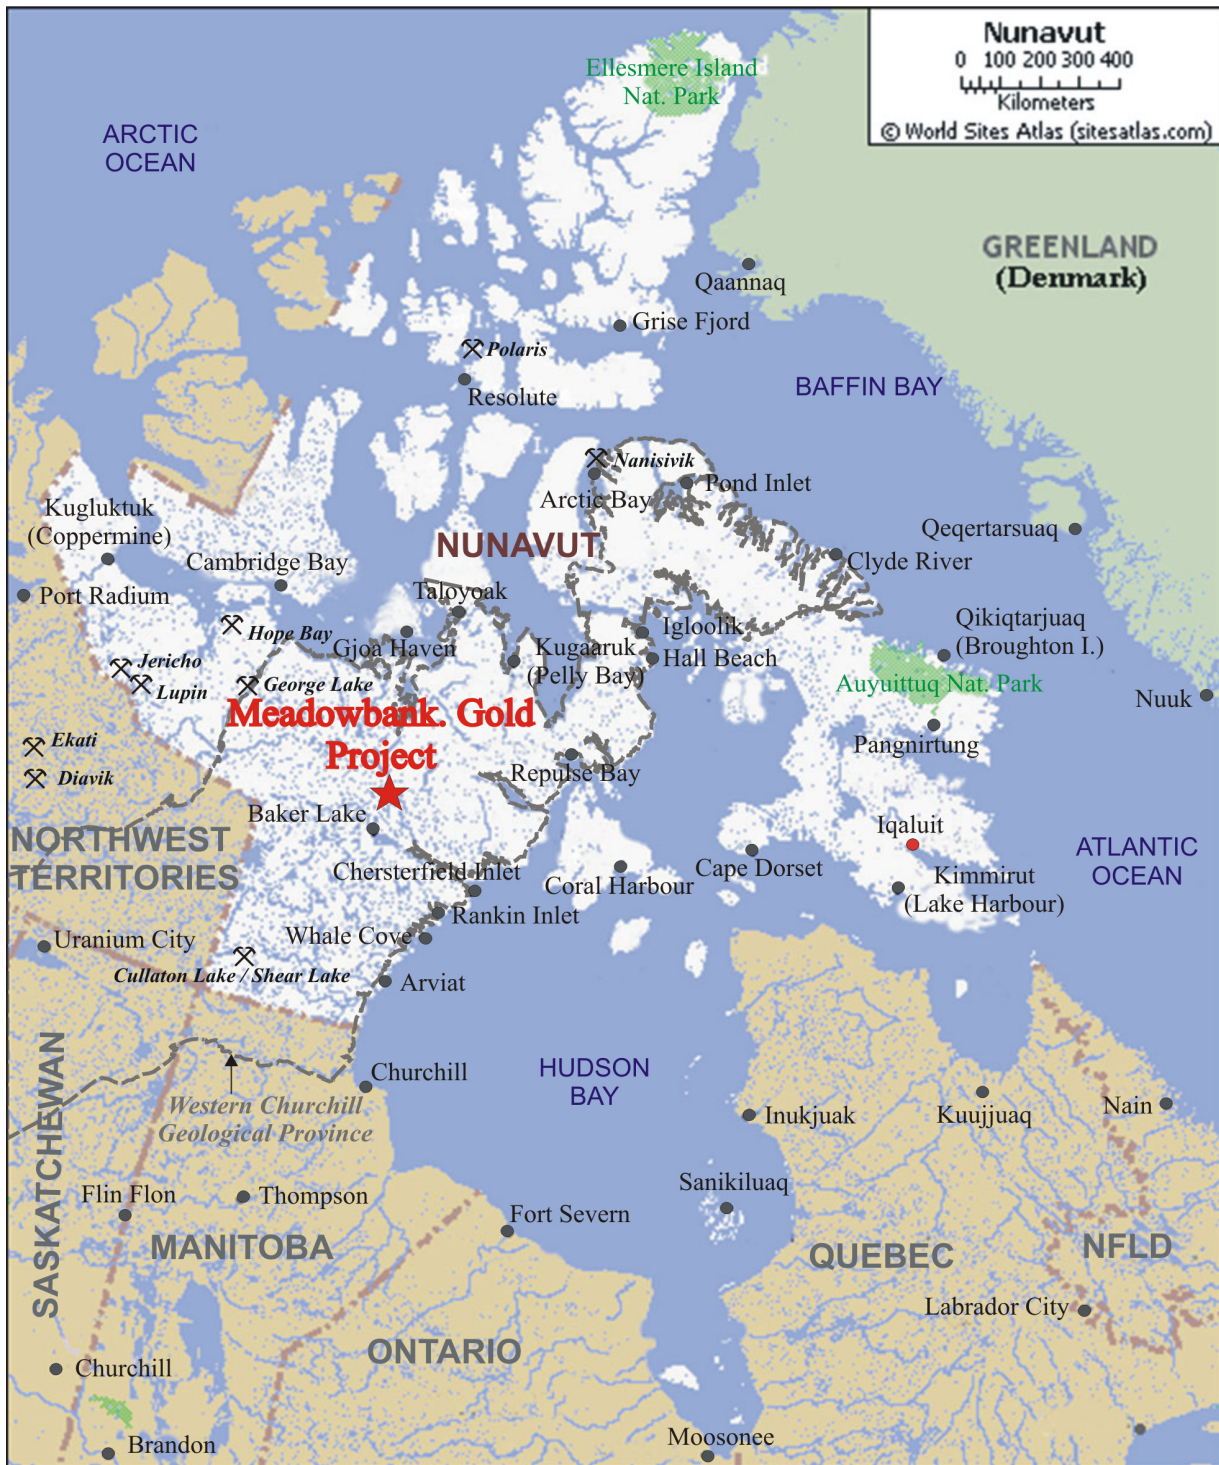 Nunavut
0 100 200 300 400
Kilometers
© World Sites Atlas (sitesatlas.com)
Ellesmere Island
Nat. Park
ARCTIC
OCEAN
GREENLAND
(Denmark)
Qaannaq
Grise Fjord
Polaris
Resolute
BAFFIN BAY
Nanisivik
Arctic Bay
Pond Inlet
Kugluktuk
(Coppermine)
Qeqertarsuaq
NUNAVUT
Cambridge Bay
Clyde River
Port Radium
Taloyoak
Qikiqtarjuaq
(Broughton I.)
Hope Bay
Igloolik
Gjoa Haven
Kugaaruk
(Pelly Bay)
Hall Beach
Jericho
Lupin
George Lake
Auyuittuq Nat. Park
Nuuk
Meadowbank. Gold
Project
Ekati
Diavik
Pangnirtung
Repulse Bay
Baker Lake
Iqaluit
NORTHWEST
TERRITORIES
ATLANTIC
OCEAN
Chersterfield Inlet
Coral Harbour
Cape Dorset
Kimmirut
(Lake Harbour)
Rankin Inlet
Uranium City
Whale Cove
Cullaton Lake / Shear Lake
Arviat
HUDSON
BAY
Churchill
SASKATCHEWAN
Western Churchill
Geological Province
Inukjuak
Kuujjuaq
Nain
Sanikiluaq
Flin Flon
Thompson
Fort Severn
MANITOBA
QUEBEC
NFLD
Labrador City
ONTARIO
Churchill
Brandon
Moosonee